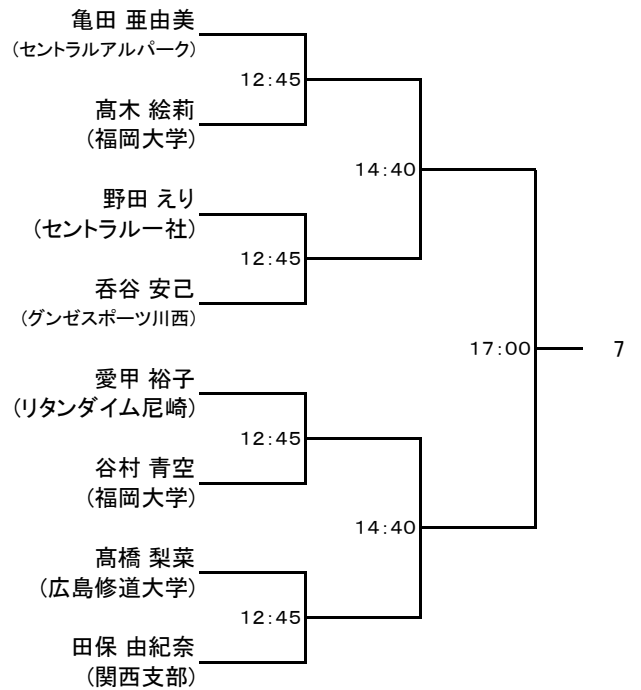 亀田 亜由美
(セントラルアルパーク)
12:45
髙木 絵莉
(福岡大学)
14:40
野田 えり
(セントラル一社)
12:45
呑谷 安己
(グンゼスポーツ川西)
17:00
7
愛甲 裕子
(リタンダイム尼崎)
12:45
谷村 青空
(福岡大学)
14:40
髙橋 梨菜
(広島修道大学)
12:45
田保 由紀奈
(関西支部)